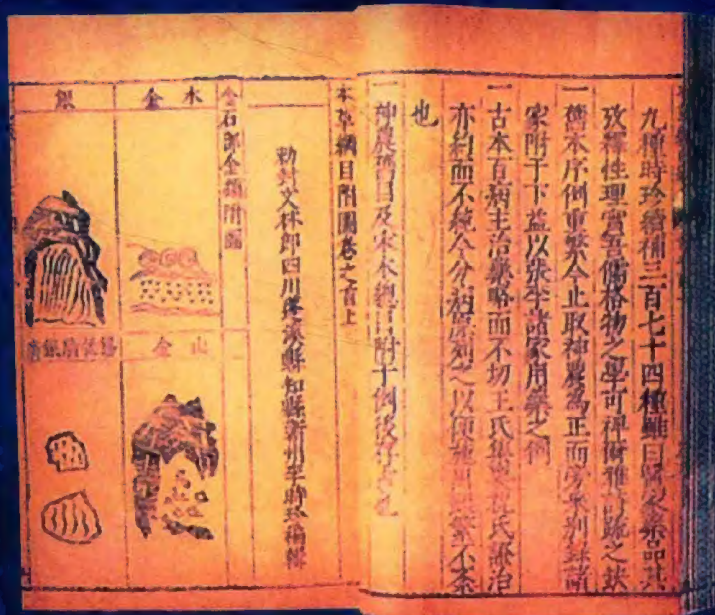 九種時珍續補三百七十四種雖曰醫家藥品其
攷釋性理實吾儒格物之學可裨爾雅詩疏之缺
一舊本序例重繁今止取神農爲正而旁采別錄諸
家附于下益以張李諸家用藥之例
一古本百病主治藥略而不切王氏集要祝氏證治
亦約而不純今分病原列之以便施用雖繁不紊
也
一神農舊目及宋本總目附于例後存古也
本草綱目附圖卷之首上
勑封文林郎四川蓬溪縣知縣蘄州李時珍編輯
金石部金類附圖
水金
山金
銀